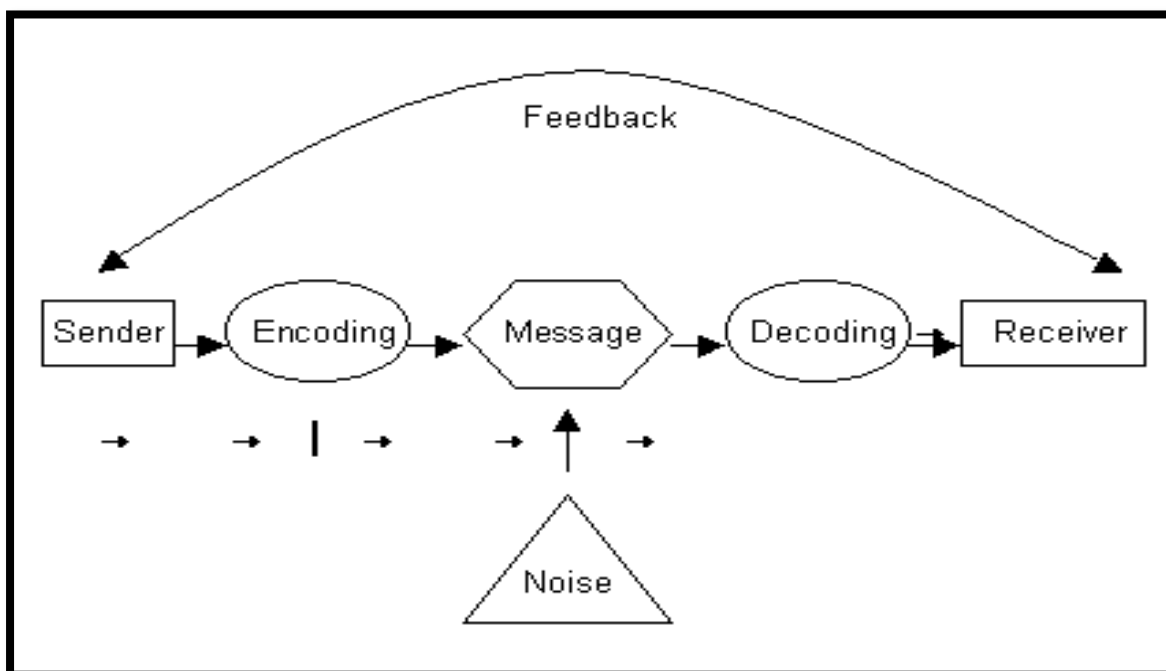 Feedback
Sender
Encoding
Message
Decoding
Receiver
Noise